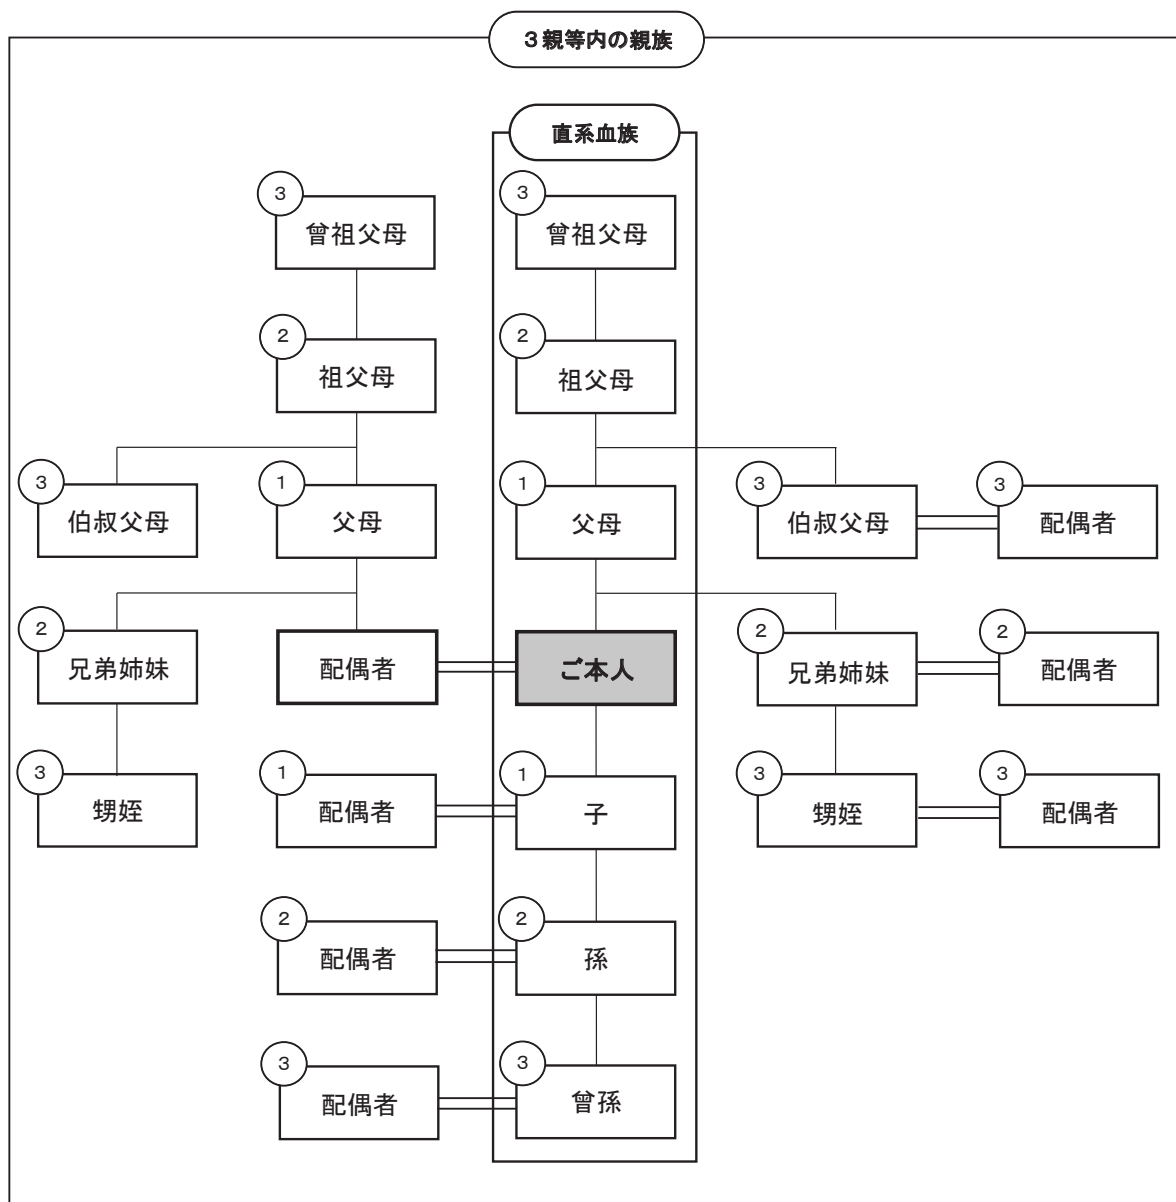 ３親等内の親族
直系血族
3
曾祖父母
3
曾祖父母
2
祖父母
2
祖父母
3
伯叔父母
1
父母
1
父母
3
伯叔父母
3
配偶者
2
兄弟姉妹
配偶者
ご本人
2
兄弟姉妹
2
配偶者
3
甥姪
1
配偶者
1
子
3
甥姪
3
配偶者
2
配偶者
2
孫
3
配偶者
3
曾孫